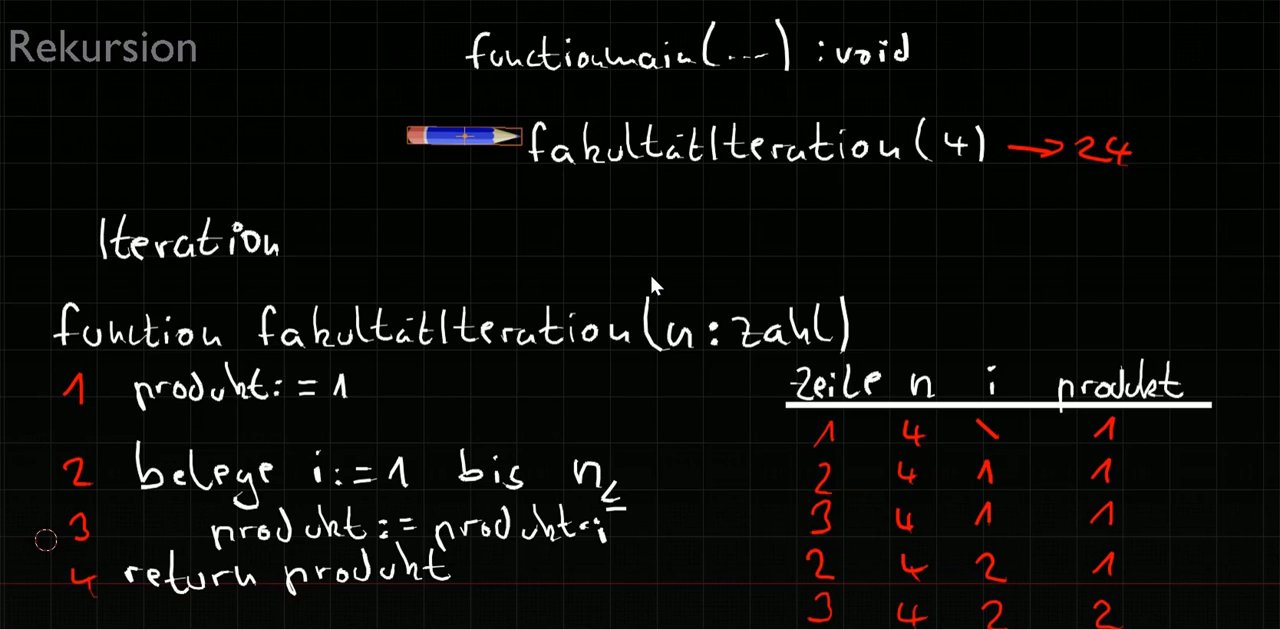 Rekursion
functionmain(...) : void
fakultätIteration(4) → 24
Iteration
function fakultätIteration(n : zahl)
1 produkt := 1
2 belege i := 1 bis n ≤
3 produkt := produkt · i
4 return produkt
zeile n i produkt
1 4 \ 1
2 4 1 1
3 4 1 1
2 4 2 1
3 4 2 2